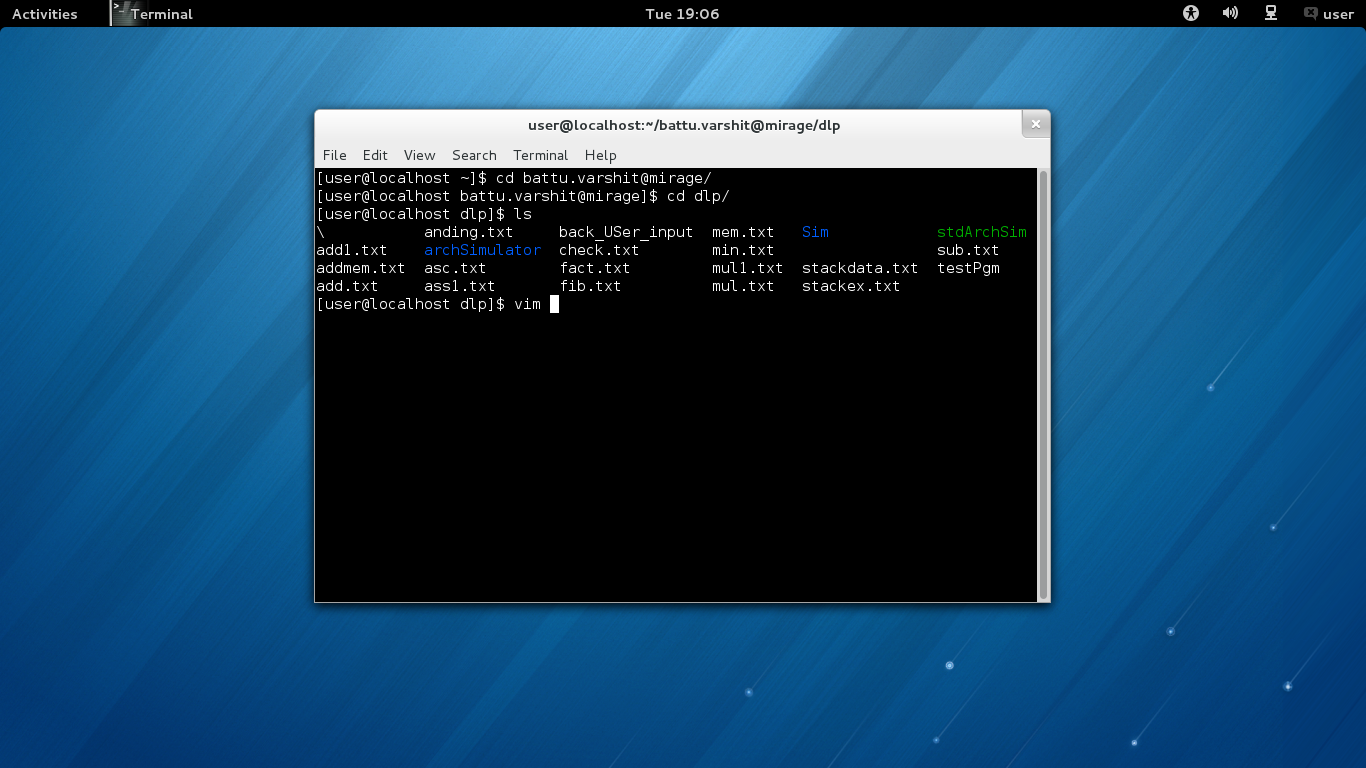 Activities Terminal Tue 19:06 user
user@localhost:~/battu.varshit@mirage/dlp
File Edit View Search Terminal Help
[user@localhost ~]$ cd battu.varshit@mirage/
[user@localhost battu.varshit@mirage]$ cd dlp/
[user@localhost dlp]$ ls
\ anding.txt back_USer_input mem.txt Sim stdArchSim
add1.txt archSimulator check.txt min.txt sub.txt
addmem.txt asc.txt fact.txt mul1.txt stackdata.txt testPgm
add.txt ass1.txt fib.txt mul.txt stackex.txt
[user@localhost dlp]$ vim